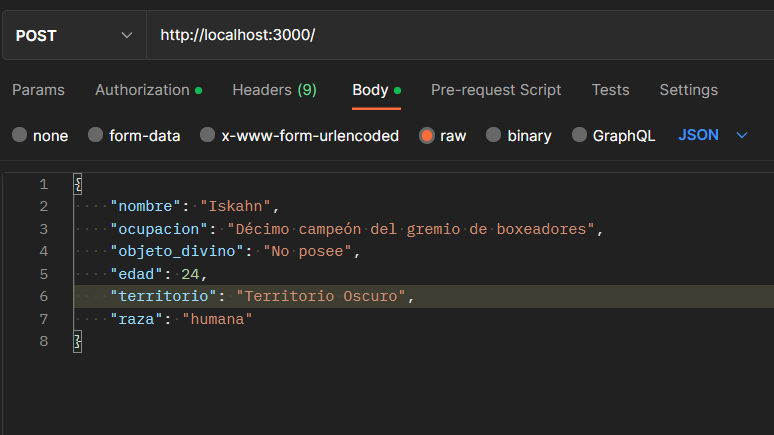 POST http://localhost:3000/
Params Authorization Headers (9) Body Pre-request Script Tests Settings
none form-data x-www-form-urlencoded raw binary GraphQL JSON
1 {
2 "nombre": "Iskahn",
3 "ocupacion": "Décimo campeón del gremio de boxeadores",
4 "objeto_divino": "No posee",
5 "edad": 24,
6 "territorio": "Territorio Oscuro",
7 "raza": "humana"
8 }